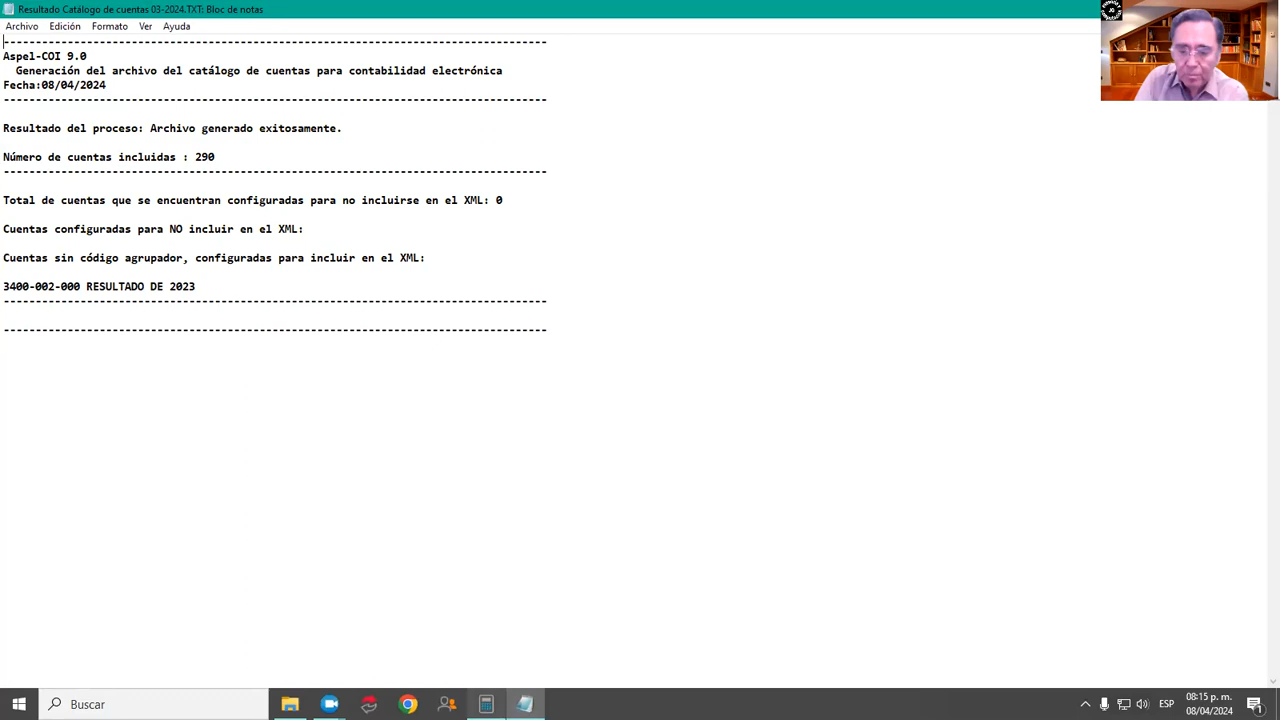 Resultado Catálogo de cuentas 03-2024.TXT: Bloc de notas
Archivo Edición Formato Ver Ayuda
-------------------------------------------------------------------------------------
Aspel-COI 9.0
Generación del archivo del catálogo de cuentas para contabilidad electrónica
Fecha:08/04/2024
-------------------------------------------------------------------------------------
Resultado del proceso: Archivo generado exitosamente.
Número de cuentas incluidas : 290
-------------------------------------------------------------------------------------
Total de cuentas que se encuentran configuradas para no incluirse en el XML: 0
Cuentas configuradas para NO incluir en el XML:
Cuentas sin código agrupador, configuradas para incluir en el XML:
3400-002-000 RESULTADO DE 2023
-------------------------------------------------------------------------------------
-------------------------------------------------------------------------------------
Buscar
ESP
08:15 p. m.
08/04/2024
1